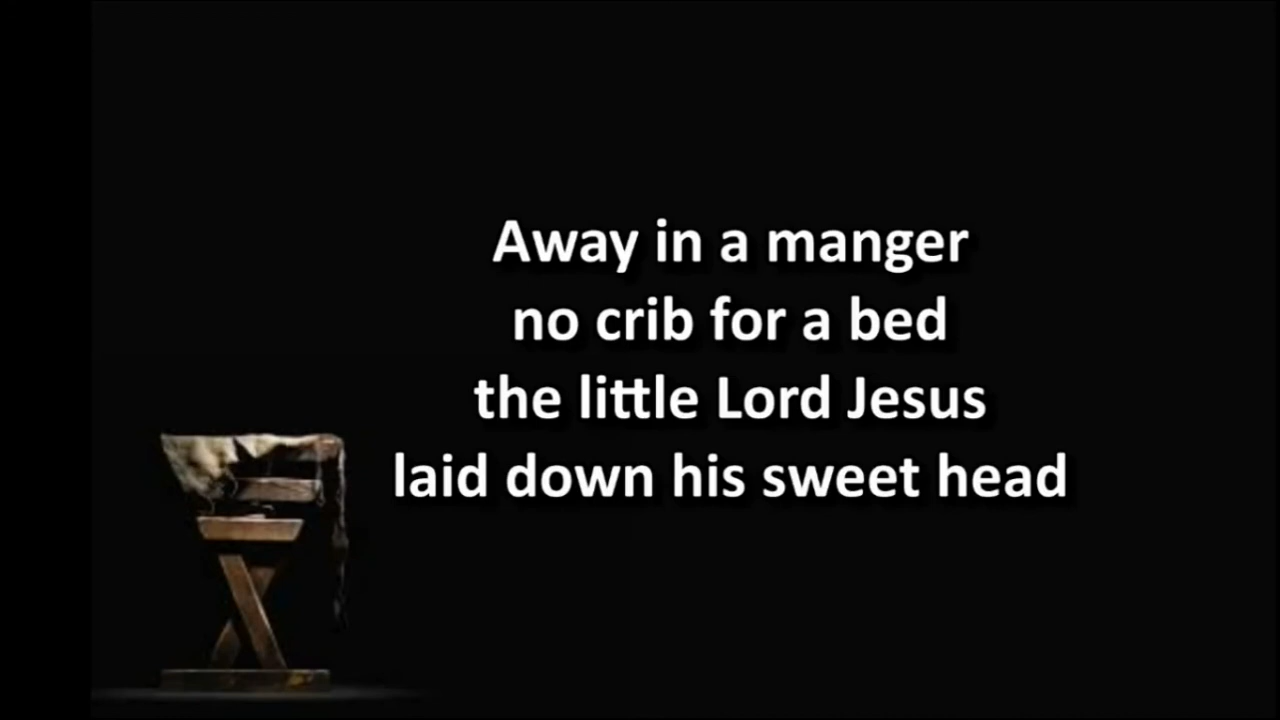 Away in a manger
no crib for a bed
the little Lord Jesus
laid down his sweet head